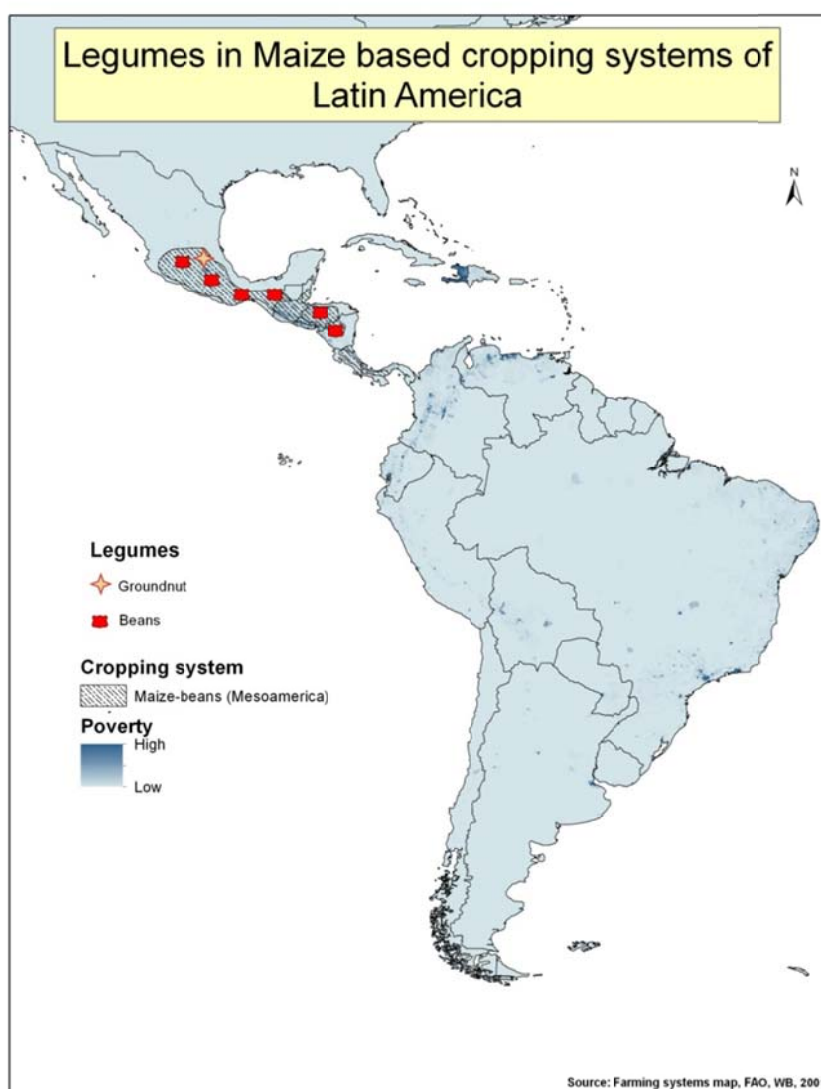 Legumes in Maize based cropping systems of
Latin America
N
Legumes
Groundnut
Beans
Cropping system
Maize-beans (Mesoamerica)
Poverty
High
Low
Source: Farming systems map, FAO, WB, 200